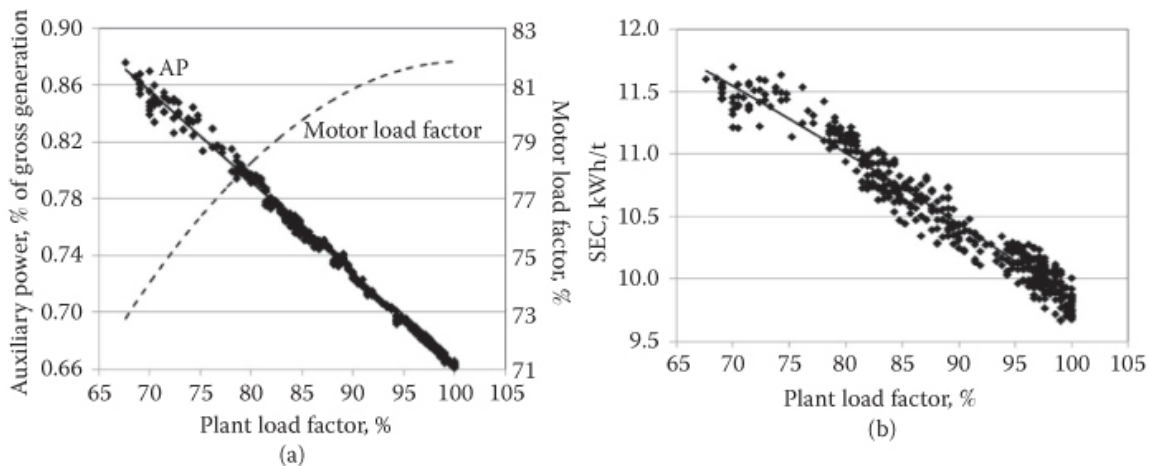 Auxiliary power, % of gross generation
0.90
0.86
0.82
0.78
0.74
0.70
0.66
AP
Motor load factor
83
81
79
77
75
73
71
Motor load factor, %
65 70 75 80 85 90 95 100 105
Plant load factor, %
(a)
SEC, kWh/t
12.0
11.5
11.0
10.5
10.0
9.5
65 70 75 80 85 90 95 100 105
Plant load factor, %
(b)